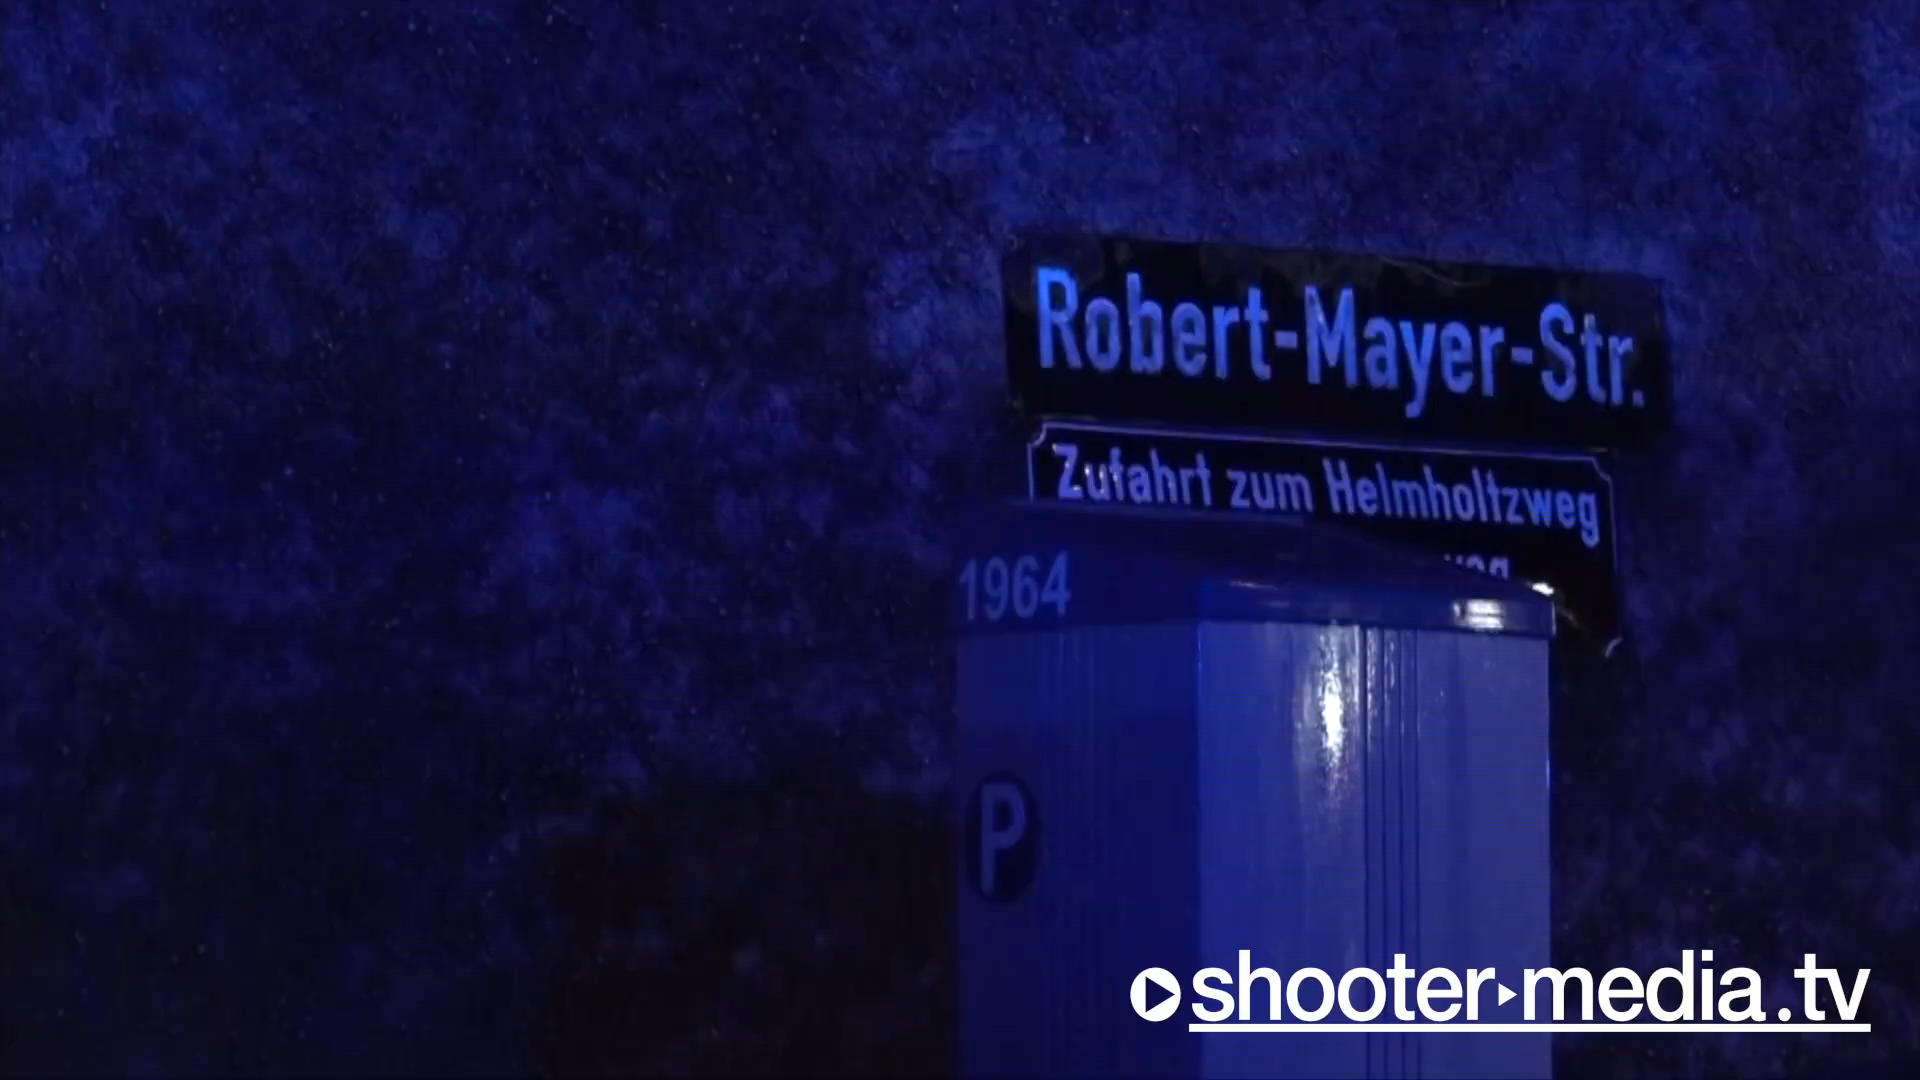 Robert-Mayer-Str.
Zufahrt zum Helmholtzweg
1964
P
shooter media.tv